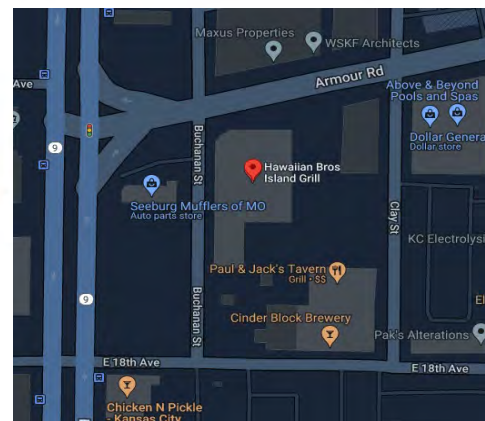 Maxus Properties
WSKF Architects
Ave
Armour Rd
Above & Beyond
Pools and Spas
Dollar Genera
Dollar store
9
Buchanan St
Hawaiian Bros
Island Grill
Seeburg Mufflers of MO
Auto parts store
Clay St
KC Electrolysi
Paul & Jack's Tavern
Grill • $$
9
Buchanan St
El
Cinder Block Brewery
Pak's Alterations
E 18th Ave
E 18th Ave
Chicken N Pickle
- Kansas City